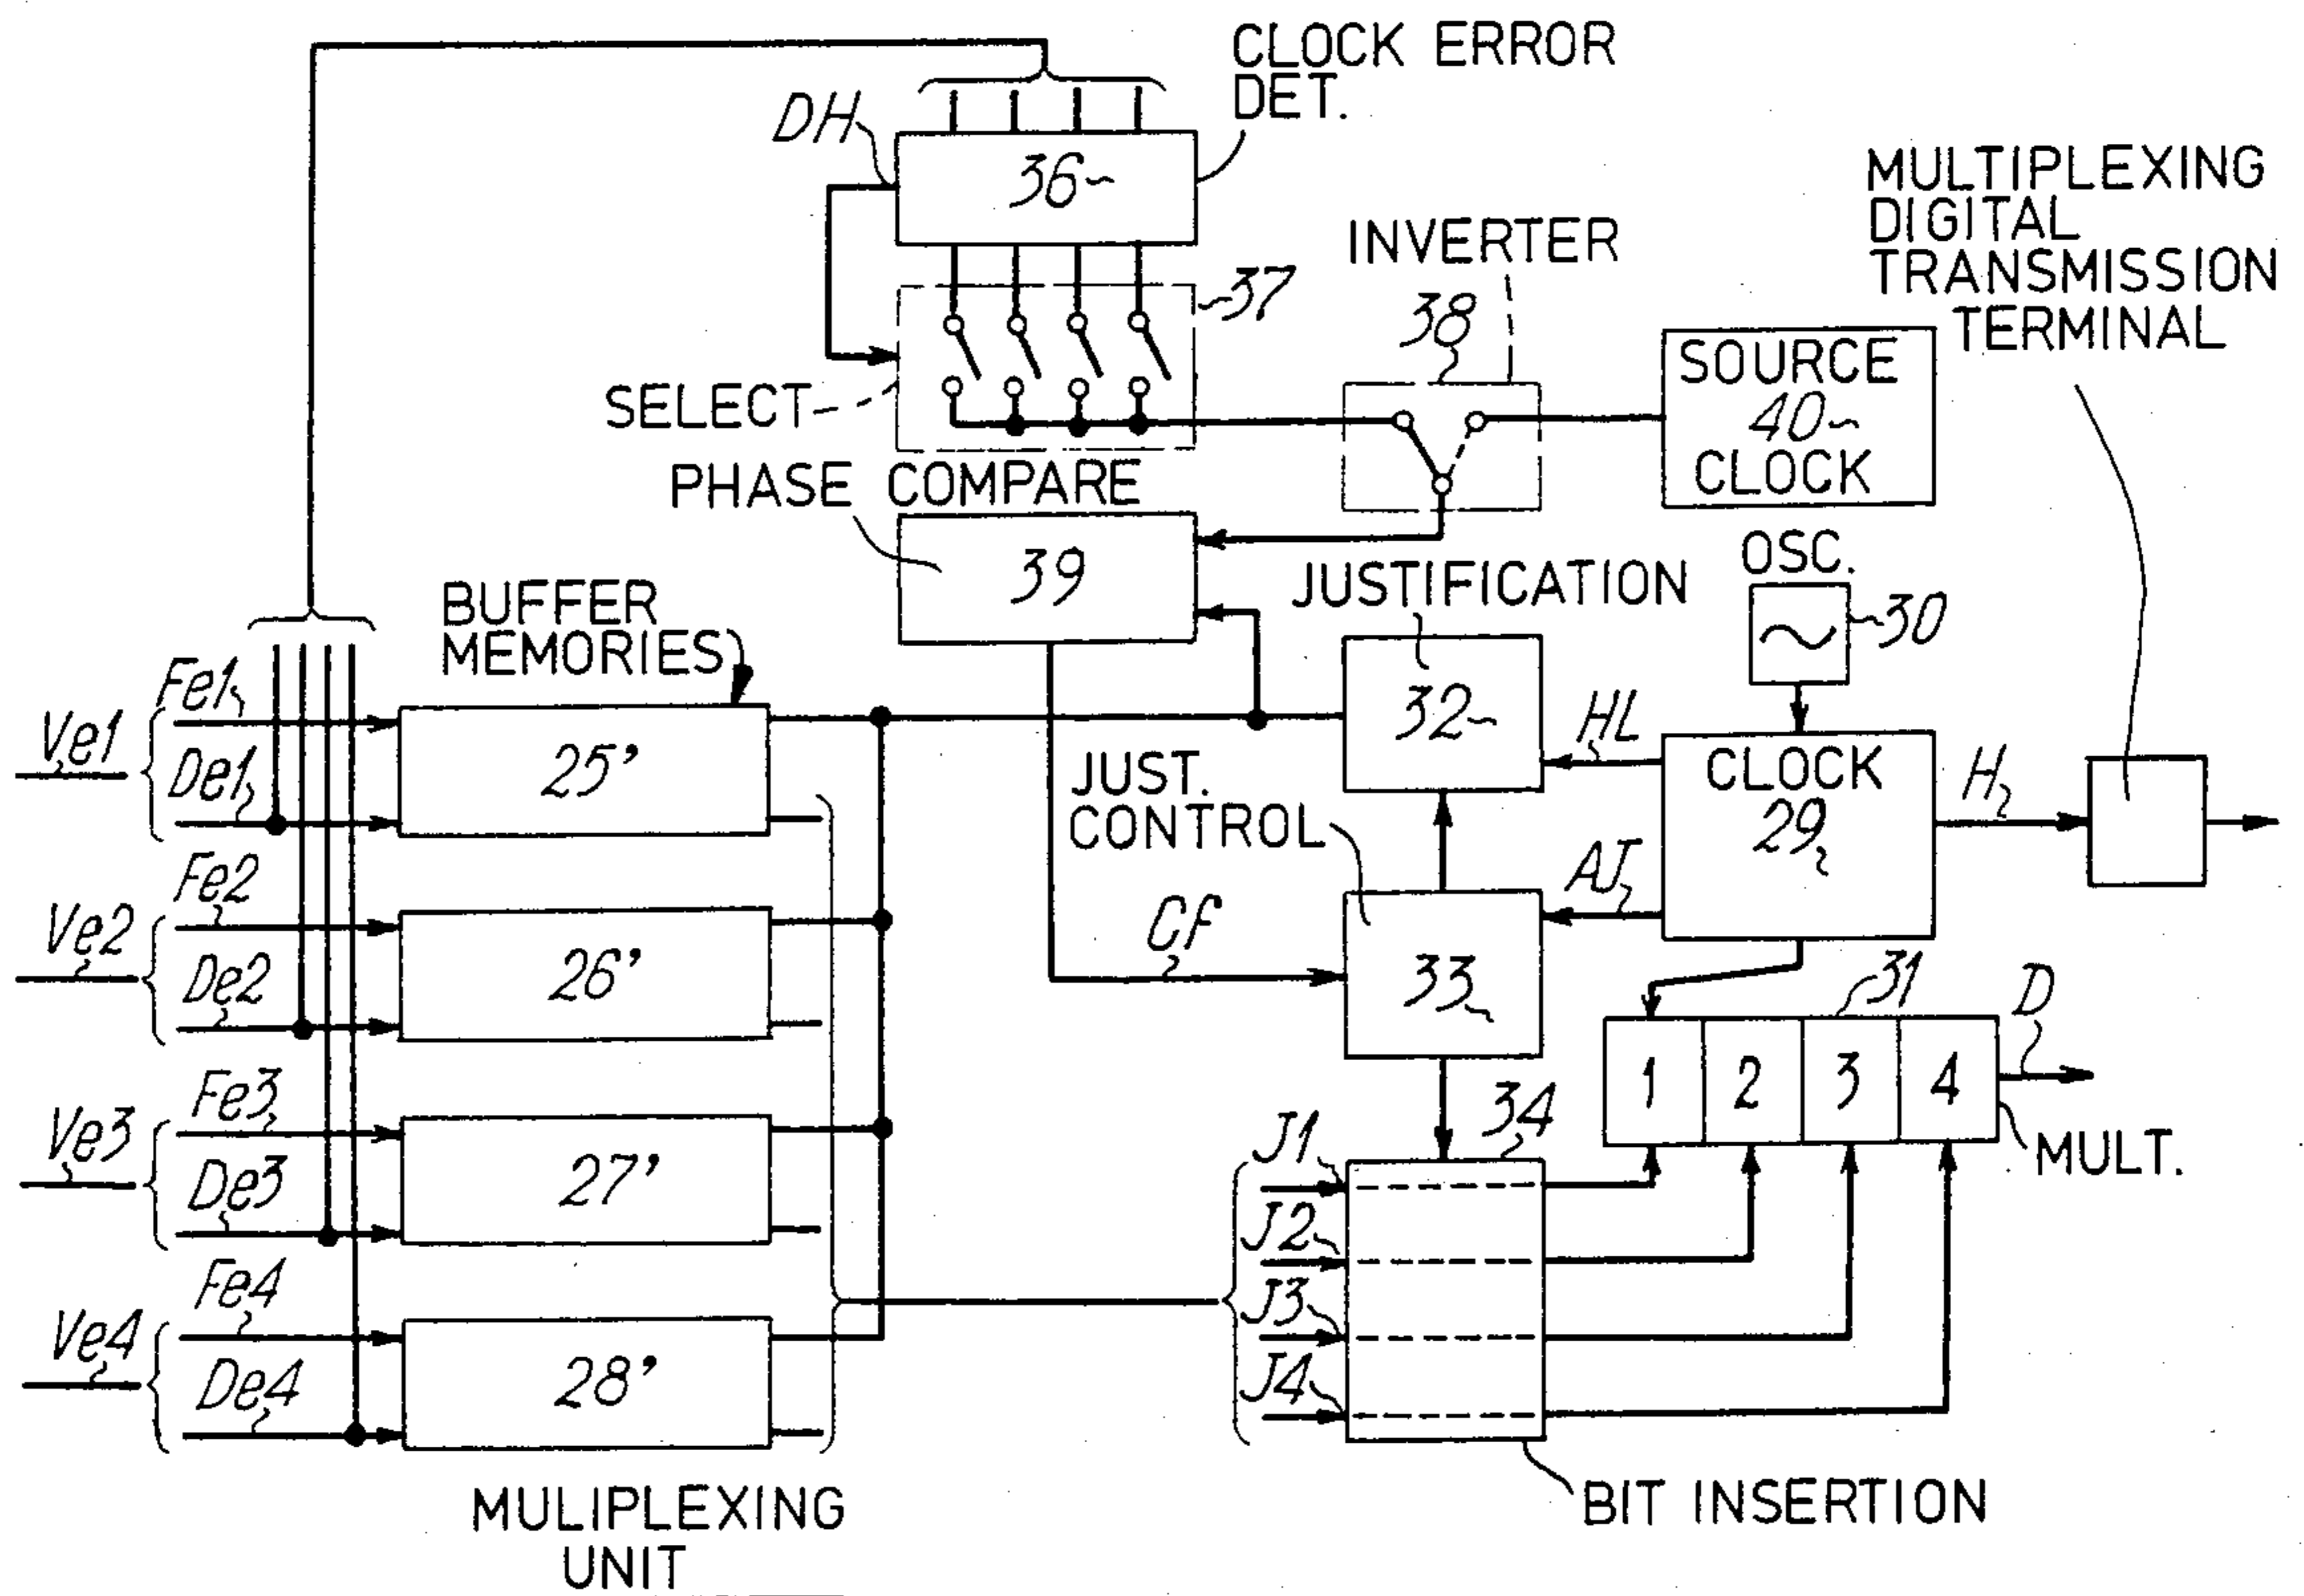 CLOCK ERROR
DET.
DH
36
MULTIPLEXING
DIGITAL
TRANSMISSION
TERMINAL
INVERTER
37
38
SELECT
SOURCE
40
CLOCK
PHASE COMPARE
39
OSC.
30
JUSTIFICATION
BUFFER
MEMORIES
Fe1
Ve1
De1
25'
32
HL
CLOCK
29
H
JUST.
CONTROL
AJ
Fe2
Ve2
De2
26'
CF
33
31
D
1 2 3 4
MULT.
Fe3
Ve3
De3
27'
34
J1
J2
J3
J4
Fe4
Ve4
De4
28'
BIT INSERTION
MULIPLEXING
UNIT